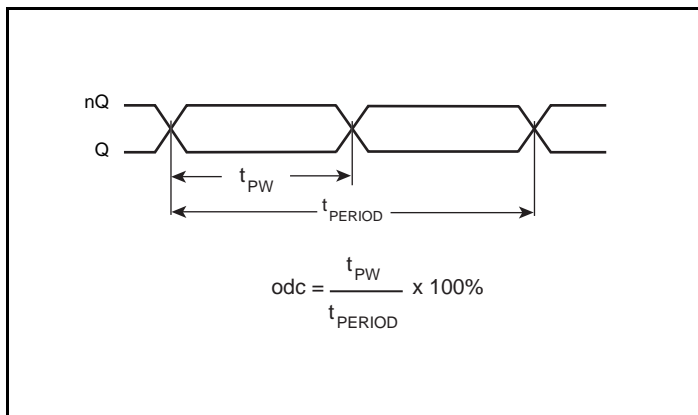 nQ
Q
tPW
tPERIOD
odc = tPW / tPERIOD x 100%